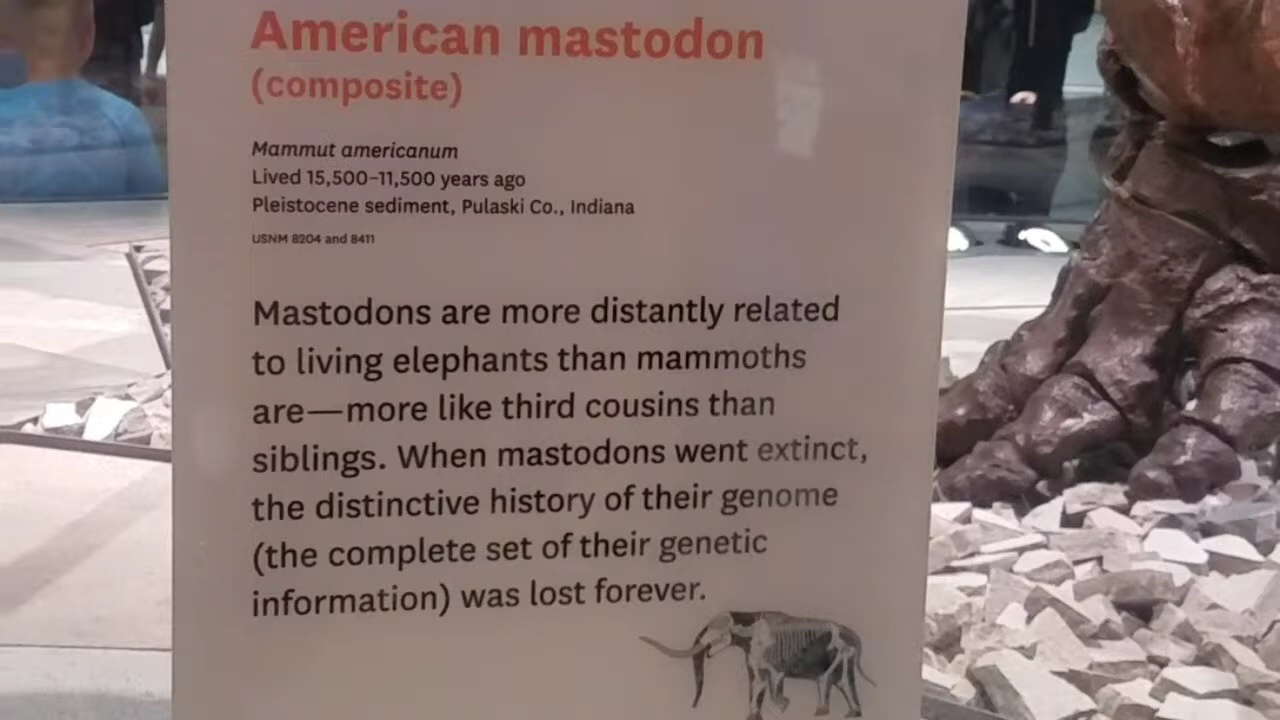 American mastodon
(composite)
Mammut americanum
Lived 15,500–11,500 years ago
Pleistocene sediment, Pulaski Co., Indiana
USNM 8204 and 8411
Mastodons are more distantly related
to living elephants than mammoths
are—more like third cousins than
siblings. When mastodons went extinct,
the distinctive history of their genome
(the complete set of their genetic
information) was lost forever.